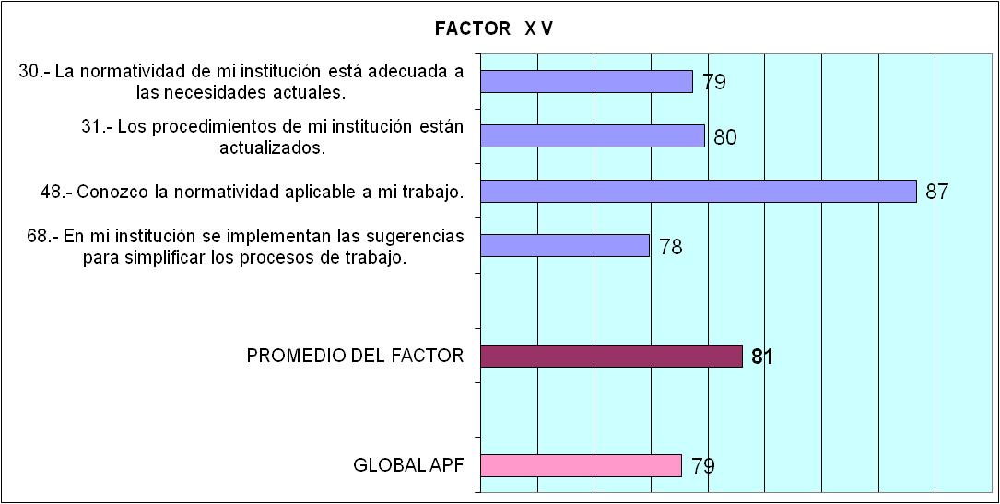 FACTOR X V
30.- La normatividad de mi institución está adecuada a
las necesidades actuales.
79
31.- Los procedimientos de mi institución están
actualizados.
80
48.- Conozco la normatividad aplicable a mi trabajo.
87
68.- En mi institución se implementan las sugerencias
para simplificar los procesos de trabajo.
78
PROMEDIO DEL FACTOR
81
GLOBAL APF
79